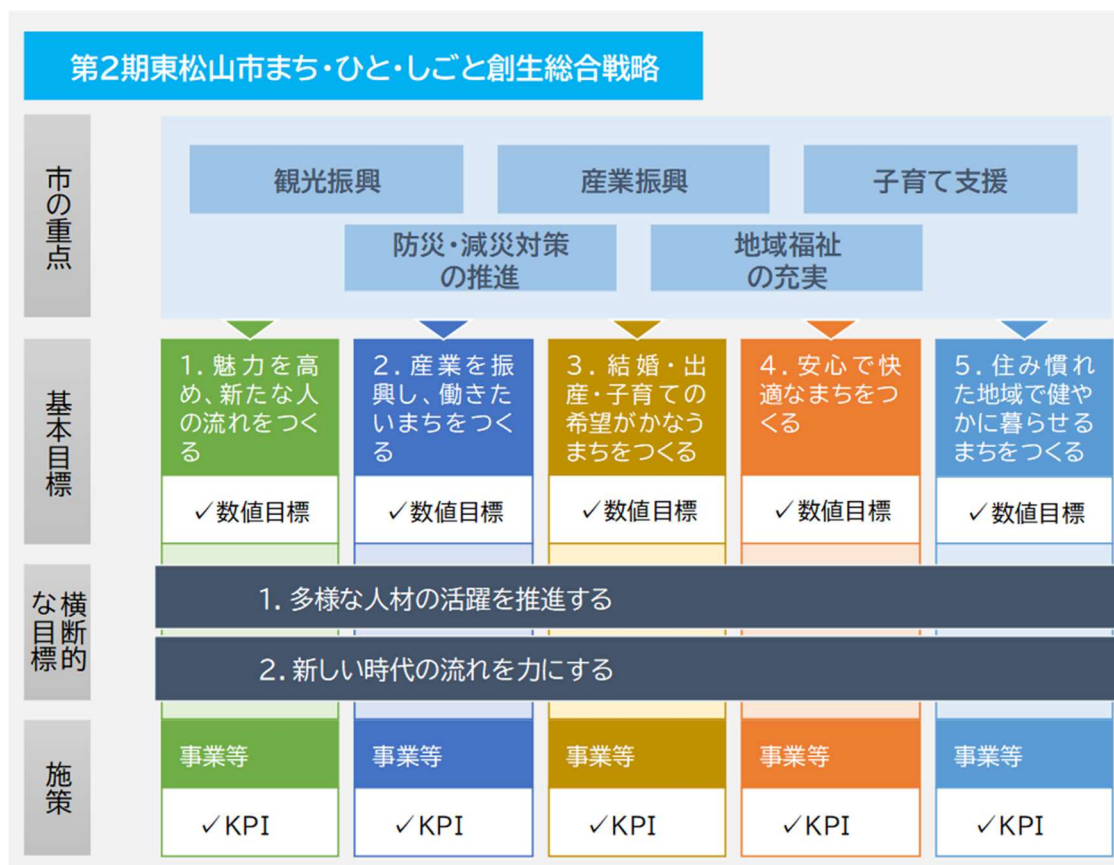 第2期東松山市まち・ひと・しごと創生総合戦略
市の重点
観光振興
産業振興
子育て支援
防災・減災対策
の推進
地域福祉
の充実
基本目標
1．魅力を高
め、新たな人
の流れをつく
る
✓数値目標
2．産業を振
興し、働きた
いまちをつく
る
✓数値目標
3．結婚・出
産・子育ての
希望がかなう
まちをつくる
✓数値目標
4．安心で快
適なまちをつ
くる
✓数値目標
5．住み慣れ
た地域で健や
かに暮らせる
まちをつくる
✓数値目標
横断的
な目標
1．多様な人材の活躍を推進する
2．新しい時代の流れを力にする
施策
事業等
✓KPI
事業等
✓KPI
事業等
✓KPI
事業等
✓KPI
事業等
✓KPI